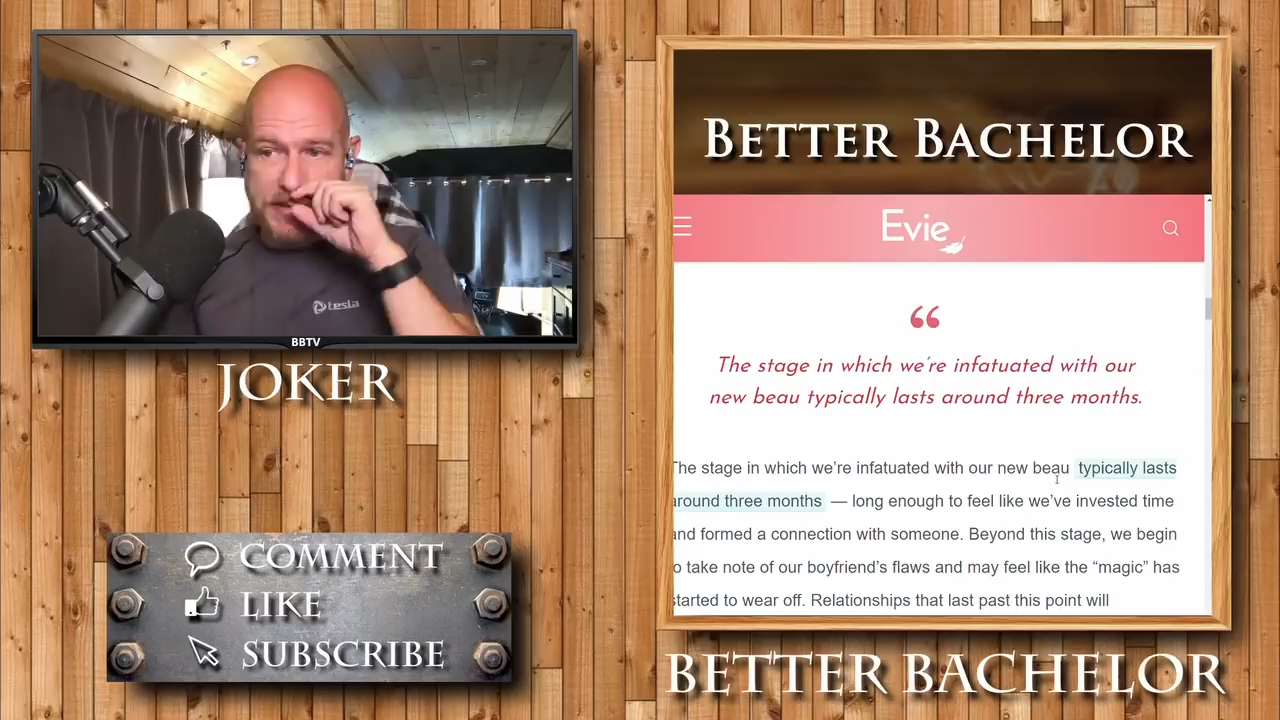 tesla
BBTV
JOKER
COMMENT
LIKE
SUBSCRIBE
BETTER BACHELOR
Evie
“
The stage in which we're infatuated with our
new beau typically lasts around three months.
The stage in which we’re infatuated with our new beau typically lasts
around three months — long enough to feel like we’ve invested time
and formed a connection with someone. Beyond this stage, we begin
to take note of our boyfriend’s flaws and may feel like the “magic” has
started to wear off. Relationships that last past this point will
BETTER BACHELOR